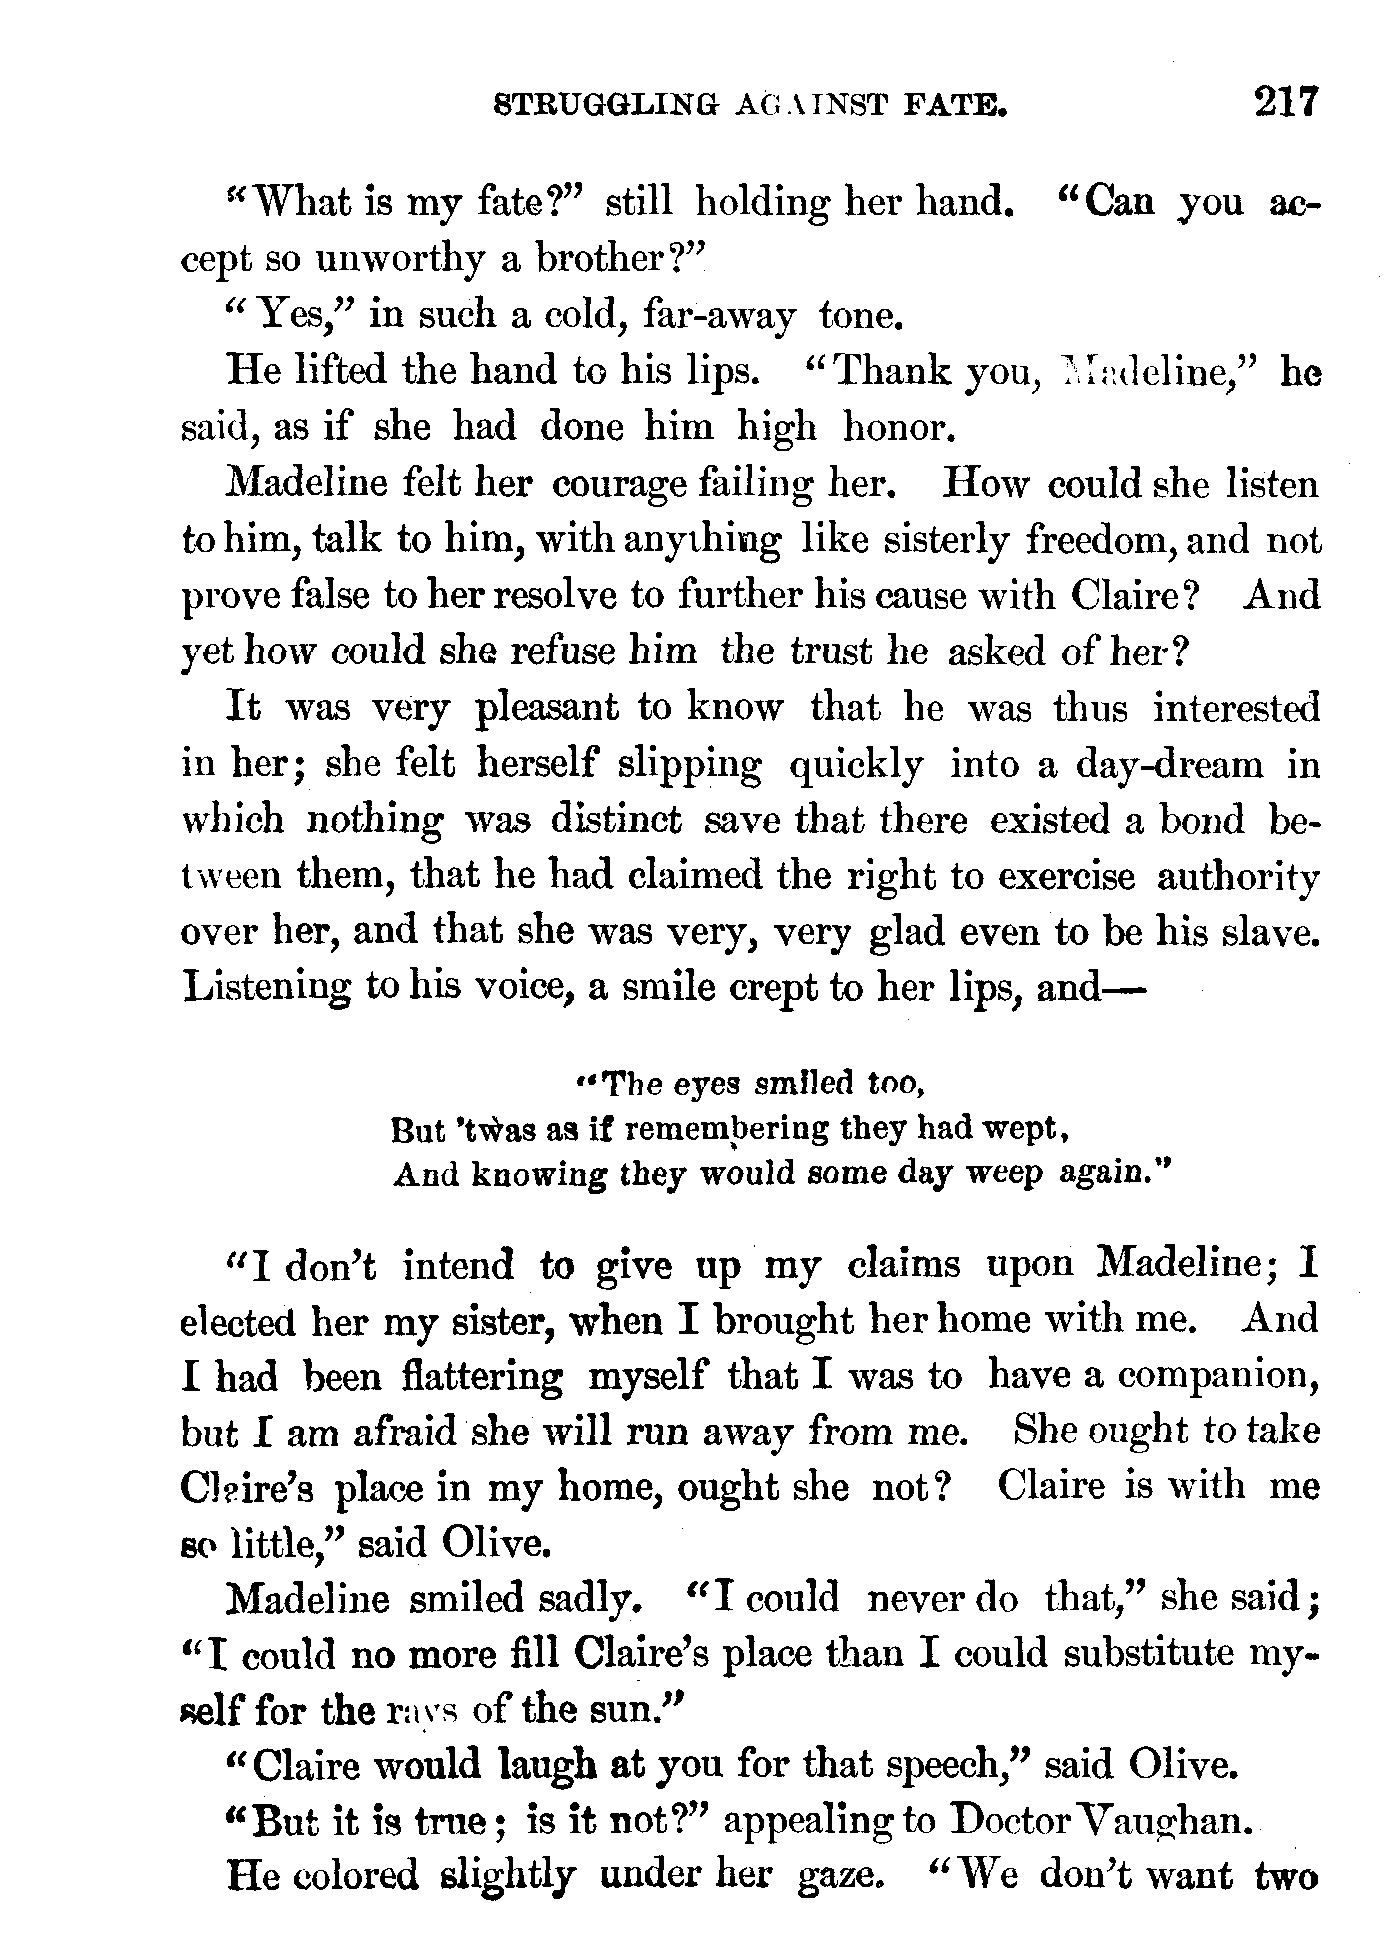 STRUGGLING AGAINST FATE. 217
“What is my fate?” still holding her hand. “Can you ac-
cept so unworthy a brother?”
“Yes,” in such a cold, far-away tone.
He lifted the hand to his lips. “Thank you, Madeline,” he
said, as if she had done him high honor.
Madeline felt her courage failing her. How could she listen
to him, talk to him, with anything like sisterly freedom, and not
prove false to her resolve to further his cause with Claire? And
yet how could she refuse him the trust he asked of her?
It was very pleasant to know that he was thus interested
in her; she felt herself slipping quickly into a day-dream in
which nothing was distinct save that there existed a bond be-
tween them, that he had claimed the right to exercise authority
over her, and that she was very, very glad even to be his slave.
Listening to his voice, a smile crept to her lips, and—
“The eyes smiled too,
But ’twas as if remembering they had wept,
And knowing they would some day weep again.”
“I don’t intend to give up my claims upon Madeline; I
elected her my sister, when I brought her home with me. And
I had been flattering myself that I was to have a companion,
but I am afraid she will run away from me. She ought to take
Claire’s place in my home, ought she not? Claire is with me
so little,” said Olive.
Madeline smiled sadly. “I could never do that,” she said;
“I could no more fill Claire’s place than I could substitute my-
self for the rays of the sun.”
“Claire would laugh at you for that speech,” said Olive.
“But it is true; is it not?” appealing to Doctor Vaughan.
He colored slightly under her gaze. “We don’t want two